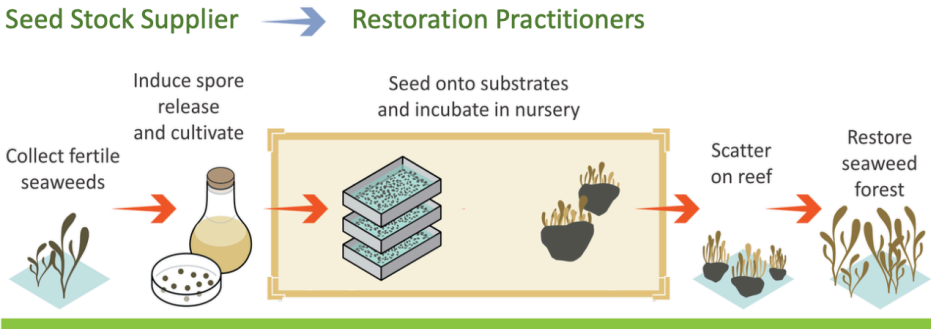 Seed Stock Supplier
Restoration Practitioners
Collect fertile
seaweeds
Induce spore
release
and cultivate
Seed onto substrates
and incubate in nursery
Scatter
on reef
Restore
seaweed
forest